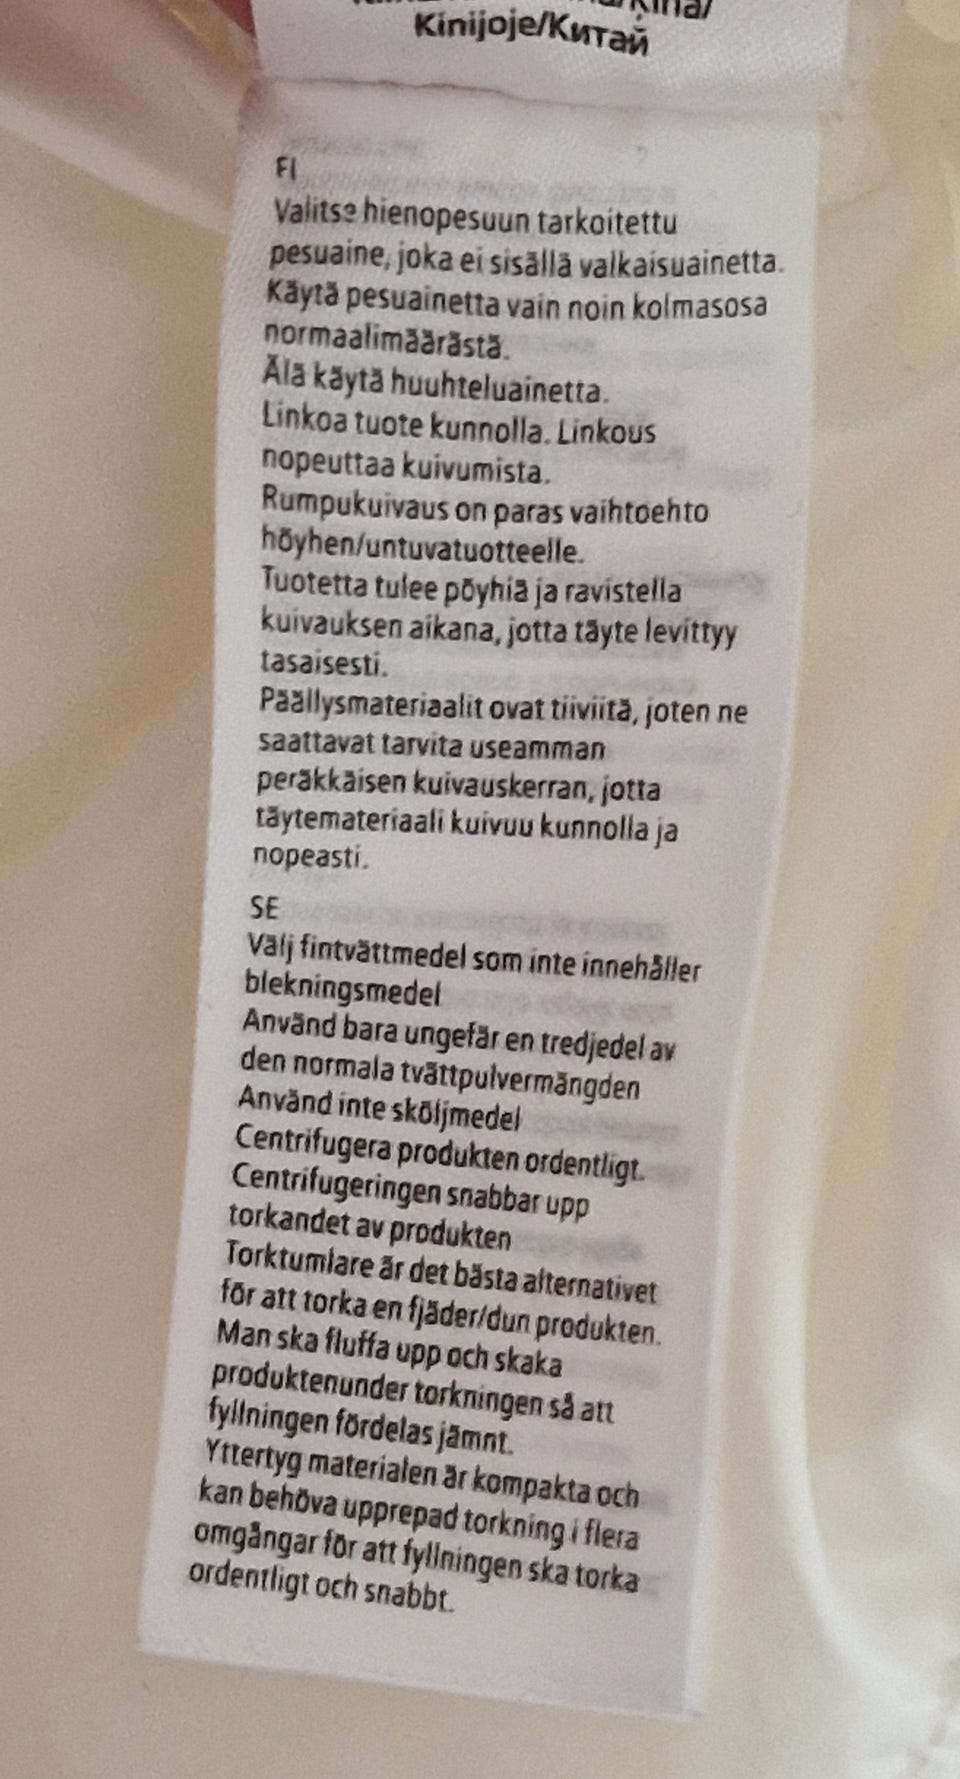 Kinijoje/Китай
FI
Valitse hienopesuun tarkoitettu
pesuaine, joka ei sisällä valkaisuainetta.
Käytä pesuainetta vain noin kolmasosa
normaalimäärästä.
Älä käytä huuhteluainetta.
Linkoa tuote kunnolla. Linkous
nopeuttaa kuivumista.
Rumpukuivaus on paras vaihtoehto
höyhen/untuvatuotteelle.
Tuotetta tulee pöyhiä ja ravistella
kuivauksen aikana, jotta täyte levittyy
tasaisesti.
Päällysmateriaalit ovat tiiviitä, joten ne
saattavat tarvita useamman
peräkkäisen kuivauskerran, jotta
täytemateriaali kuivuu kunnolla ja
nopeasti.
SE
Välj fintvättmedel som inte innehåller
blekningsmedel
Använd bara ungefär en tredjedel av
den normala tvättpulvermängden
Använd inte sköljmedel
Centrifugera produkten ordentligt.
Centrifugeringen snabbar upp
torkandet av produkten
Torktumlare är det bästa alternativet
för att torka en fjäder/dun produkten.
Man ska fluffa upp och skaka
produktenunder torkningen så att
fyllningen fördelas jämnt.
Yttertyg materialen är kompakta och
kan behöva upprepad torkning i flera
omgångar för att fyllningen ska torka
ordentligt och snabbt.